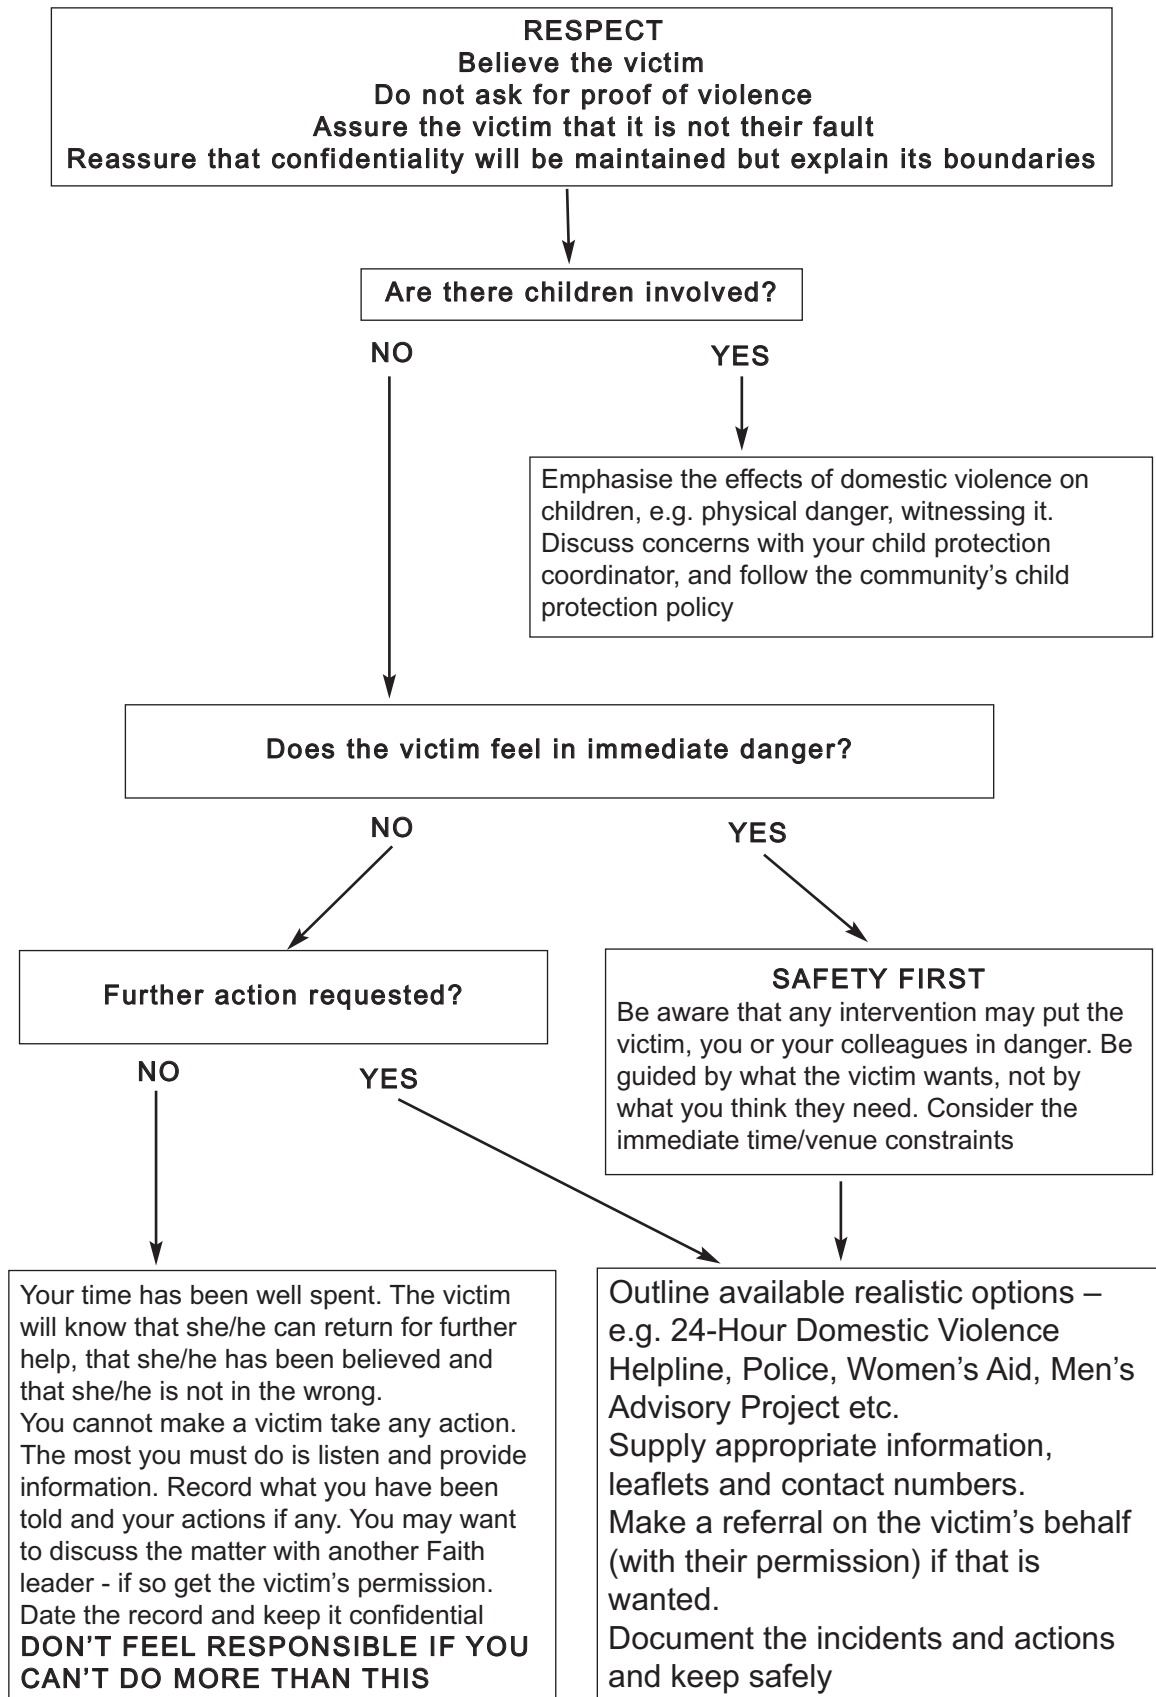 RESPECT
Believe the victim
Do not ask for proof of violence
Assure the victim that it is not their fault
Reassure that confidentiality will be maintained but explain its boundaries
Are there children involved?
NO
YES
Emphasise the effects of domestic violence on
children, e.g. physical danger, witnessing it.
Discuss concerns with your child protection
coordinator, and follow the community’s child
protection policy
Does the victim feel in immediate danger?
NO
YES
Further action requested?
SAFETY FIRST
Be aware that any intervention may put the
victim, you or your colleagues in danger. Be
guided by what the victim wants, not by
what you think they need. Consider the
immediate time/venue constraints
NO
YES
Your time has been well spent. The victim
will know that she/he can return for further
help, that she/he has been believed and
that she/he is not in the wrong.
You cannot make a victim take any action.
The most you must do is listen and provide
information. Record what you have been
told and your actions if any. You may want
to discuss the matter with another Faith
leader - if so get the victim’s permission.
Date the record and keep it confidential
DON’T FEEL RESPONSIBLE IF YOU
CAN’T DO MORE THAN THIS
Outline available realistic options –
e.g. 24-Hour Domestic Violence
Helpline, Police, Women’s Aid, Men’s
Advisory Project etc.
Supply appropriate information,
leaflets and contact numbers.
Make a referral on the victim’s behalf
(with their permission) if that is
wanted.
Document the incidents and actions
and keep safely